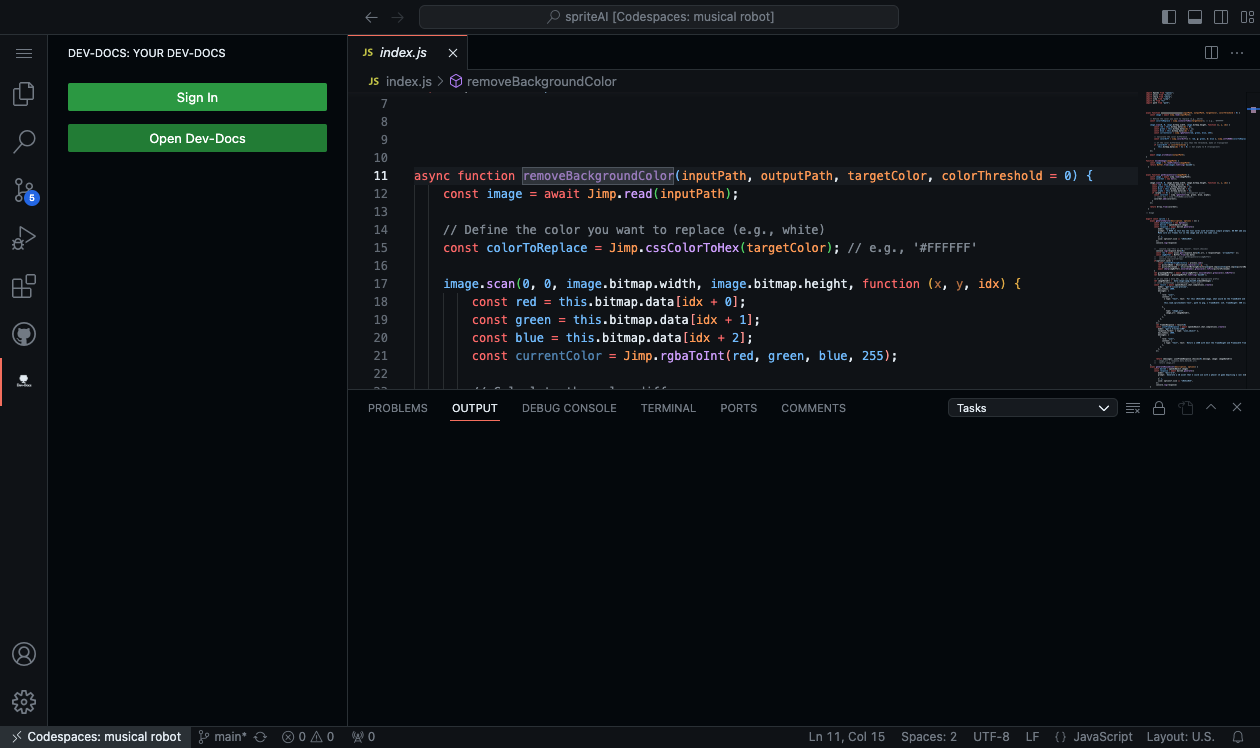 spriteAI [Codespaces: musical robot]
DEV-DOCS: YOUR DEV-DOCS
Sign In
Open Dev-Docs
5
Dev-Docs
JS index.js
JS index.js > removeBackgroundColor
7
8
9
10
11 async function removeBackgroundColor(inputPath, outputPath, targetColor, colorThreshold = 0) {
12 const image = await Jimp.read(inputPath);
13
14 // Define the color you want to replace (e.g., white)
15 const colorToReplace = Jimp.cssColorToHex(targetColor); // e.g., '#FFFFFF'
16
17 image.scan(0, 0, image.bitmap.width, image.bitmap.height, function (x, y, idx) {
18 const red = this.bitmap.data[idx + 0];
19 const green = this.bitmap.data[idx + 1];
20 const blue = this.bitmap.data[idx + 2];
21 const currentColor = Jimp.rgbaToInt(red, green, blue, 255);
22
PROBLEMS OUTPUT DEBUG CONSOLE TERMINAL PORTS COMMENTS Tasks
Codespaces: musical robot main* 0 0 0 Ln 11, Col 15 Spaces: 2 UTF-8 LF {} JavaScript Layout: U.S.